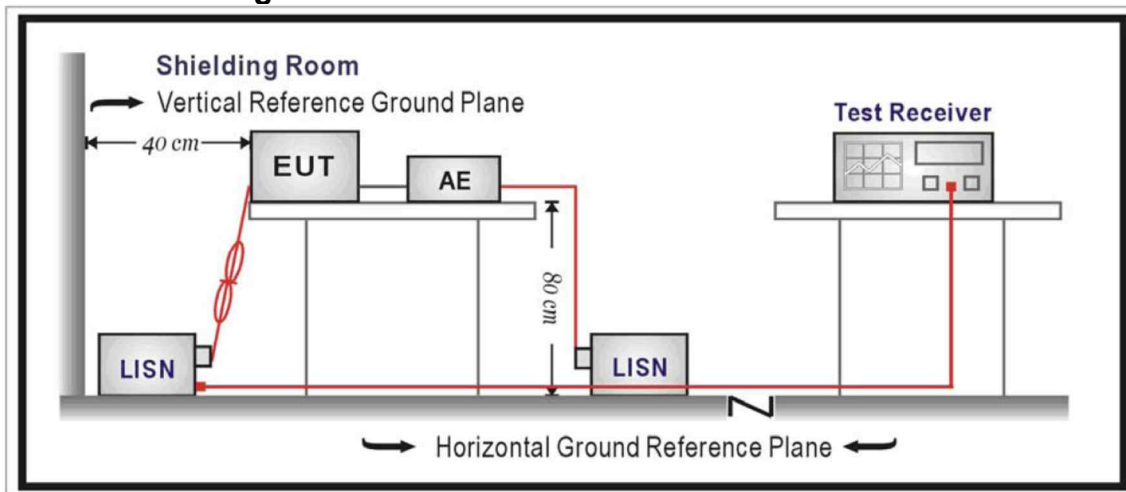 Shielding Room
Vertical Reference Ground Plane
Test Receiver
40 cm
EUT
AE
80 cm
LISN
LISN
Horizontal Ground Reference Plane